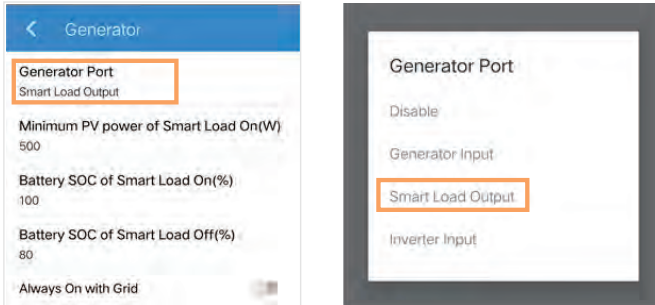 Generator
Generator Port
Smart Load Output
Minimum PV power of Smart Load On(W)
500
Battery SOC of Smart Load On(%)
100
Battery SOC of Smart Load Off(%)
80
Always On with Grid
Generator Port
Disable
Generator Input
Smart Load Output
Inverter Input